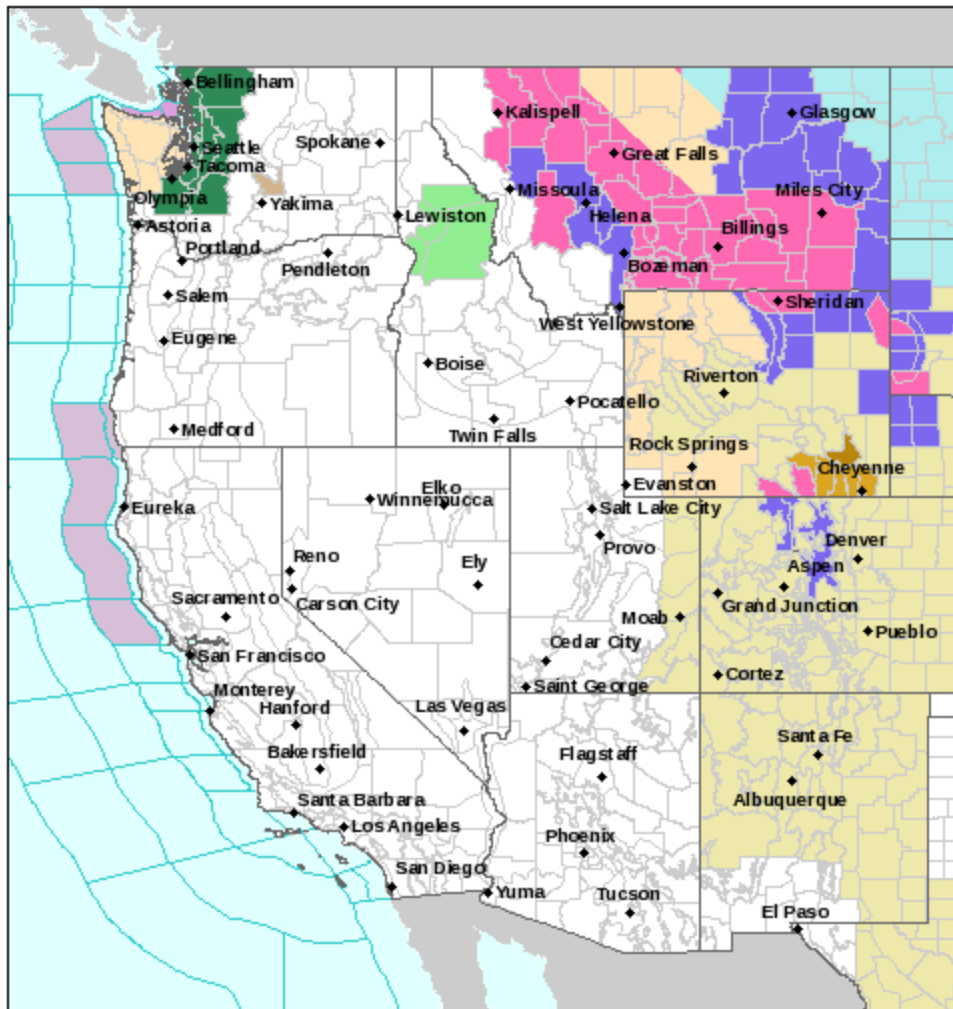 Bellingham
Kalispell
Glasgow
Spokane
Seattle
Great Falls
Tacoma
Olympia
Missoula
Miles City
Yakima
Lewiston
Helena
Astoria
Billings
Portland
Pendleton
Bozeman
Salem
Sheridan
West Yellowstone
Eugene
Boise
Riverton
Pocatello
Medford
Twin Falls
Rock Springs
Cheyenne
Elko
Evanston
Winnemucca
Eureka
Salt Lake City
Denver
Provo
Reno
Ely
Aspen
Sacramento
Carson City
Grand Junction
Moab
Pueblo
Cedar City
San Francisco
Cortez
Saint George
Monterey
Hanford
Las Vegas
Santa Fe
Bakersfield
Flagstaff
Albuquerque
Santa Barbara
Los Angeles
Phoenix
San Diego
Yuma
Tucson
El Paso